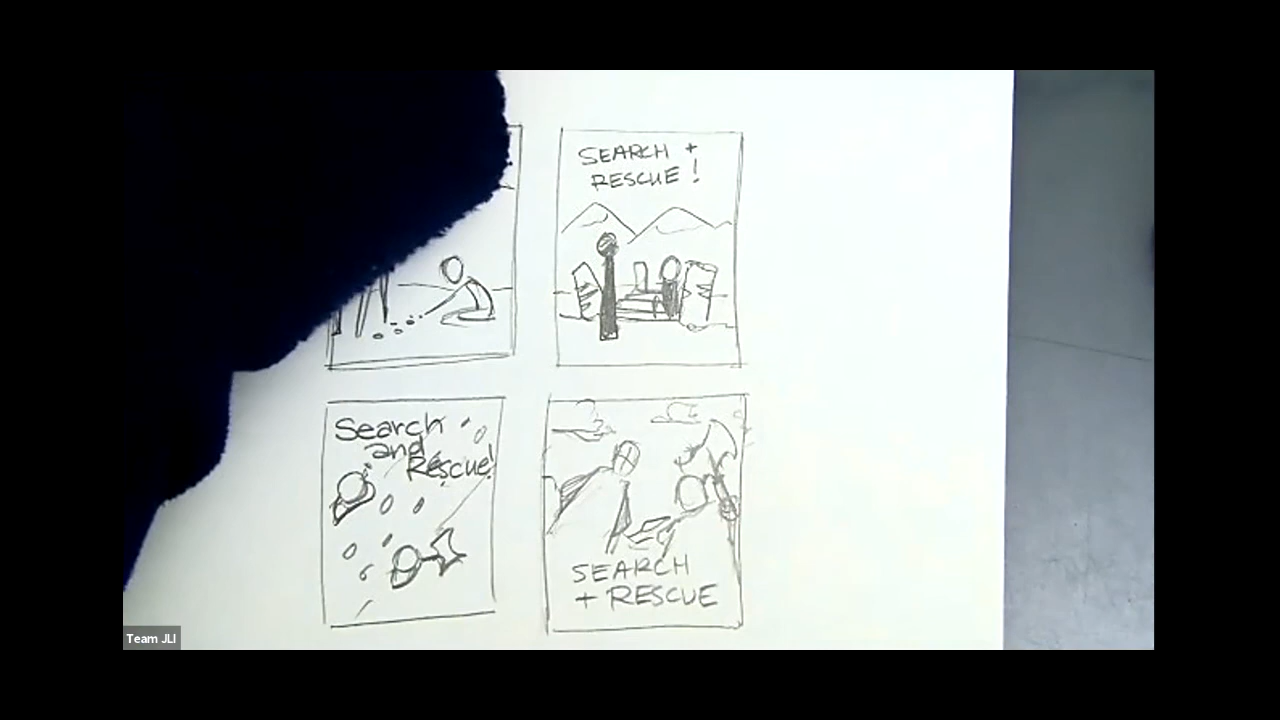 SEARCH +
RESCUE!
Search
and
Rescue!
SEARCH
+ RESCUE
Team JLI